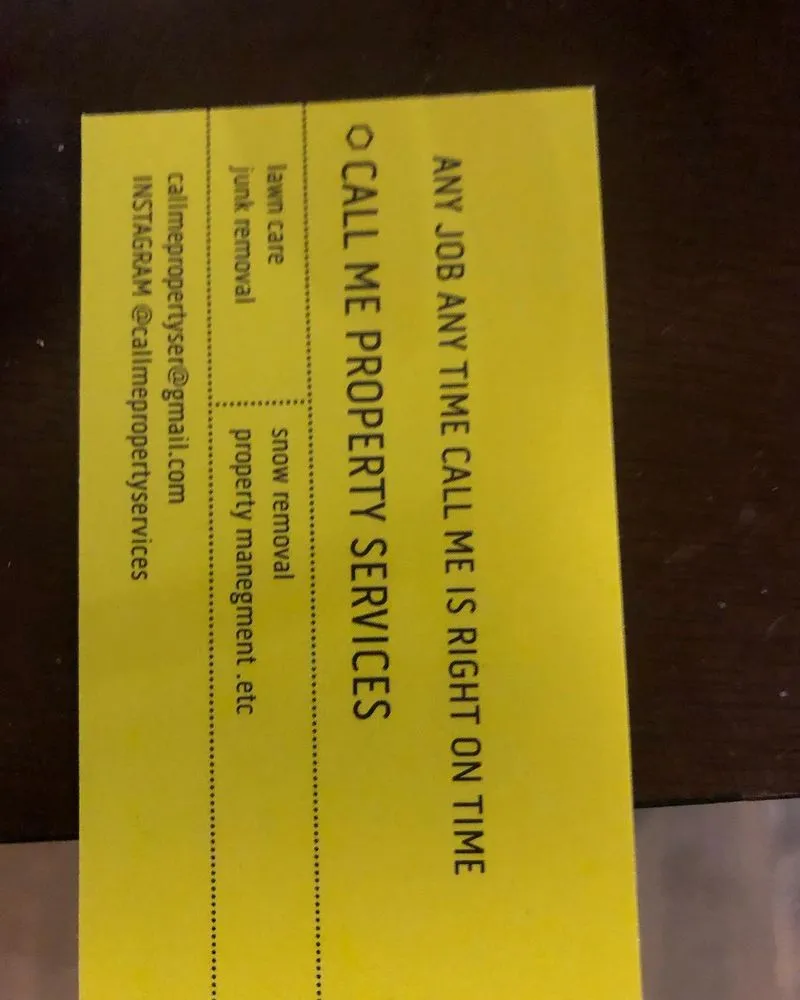 ANY JOB ANY TIME CALL ME IS RIGHT ON TIME
CALL ME PROPERTY SERVICES
lawn care
junk removal
snow removal
property manegment .etc
callmepropertyser@gmail.com
INSTAGRAM @callmepropertyservices